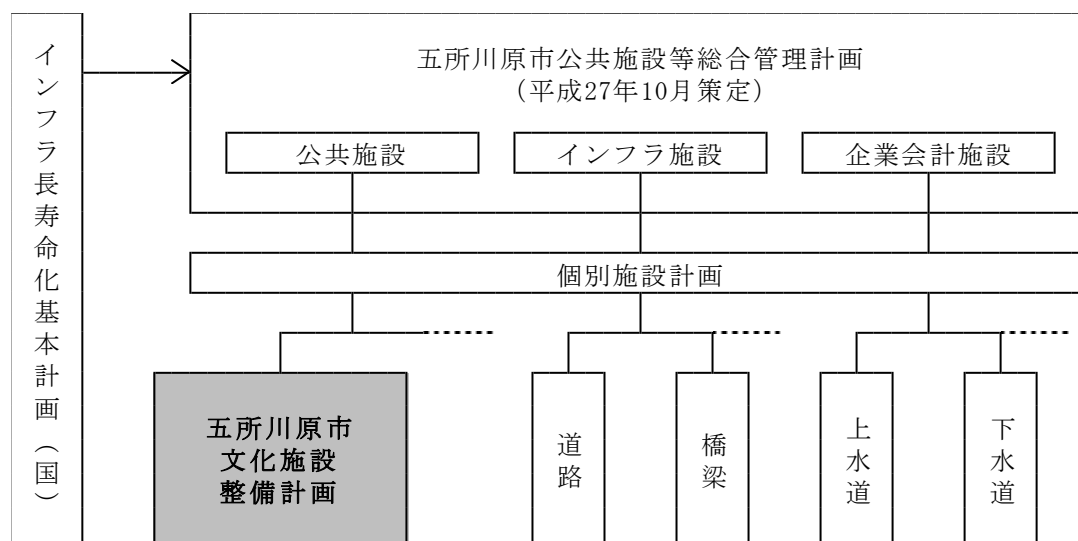 インフラ長寿命化基本計画（国）
五所川原市公共施設等総合管理計画
（平成27年10月策定）
公共施設
インフラ施設
企業会計施設
個別施設計画
五所川原市
文化施設
整備計画
道路
橋梁
上水道
下水道